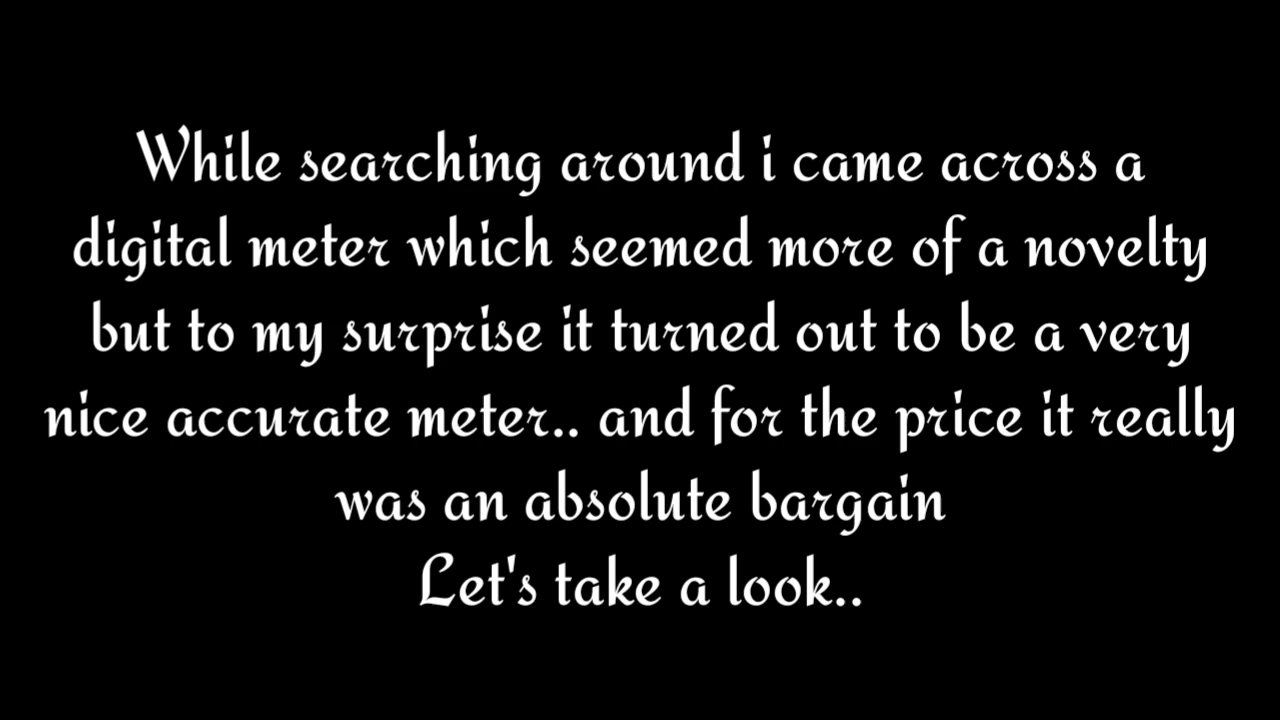 While searching around i came across a
digital meter which seemed more of a novelty
but to my surprise it turned out to be a very
nice accurate meter.. and for the price it really
was an absolute bargain
Let's take a look..